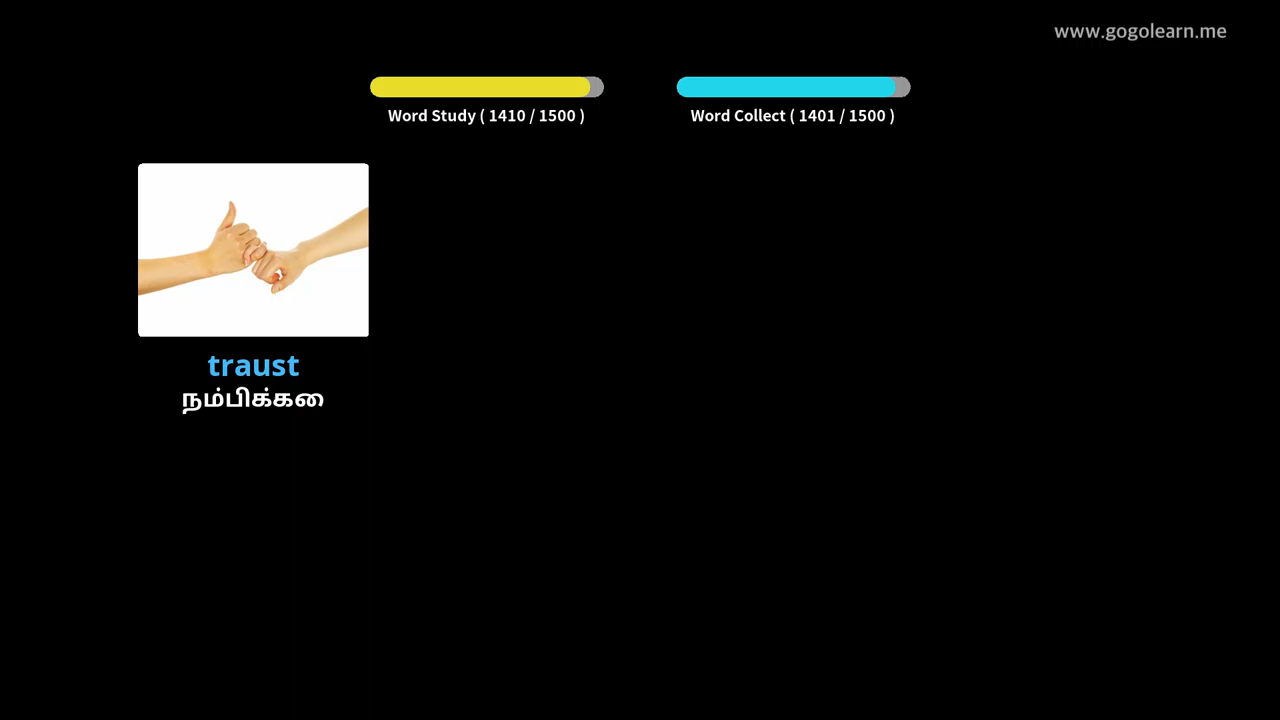 www.gogolearn.me
Word Study ( 1410 / 1500 )
Word Collect ( 1401 / 1500 )
traust
நம்பிக்கை